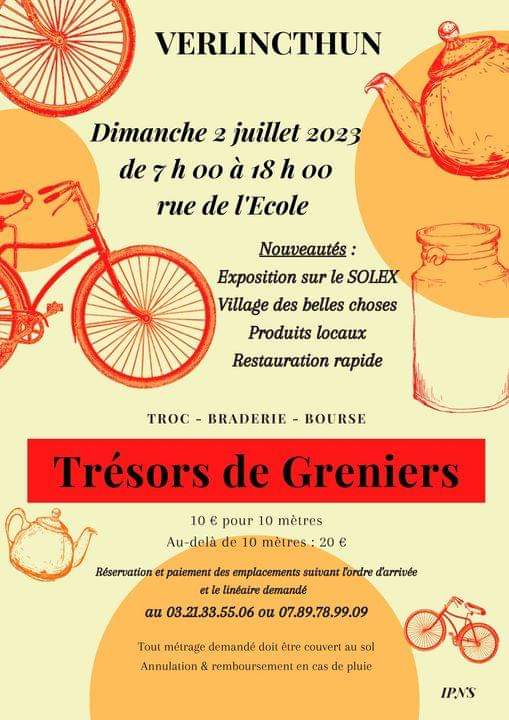 VERLINCTHUN
Dimanche 2 juillet 2023
de 7 h 00 à 18 h 00
rue de l'Ecole
Nouveautés :
Exposition sur le SOLEX
Village des belles choses
Produits locaux
Restauration rapide
TROC - BRADERIE - BOURSE
Trésors de Greniers
10 € pour 10 mètres
Au-delà de 10 mètres : 20 €
Réservation et paiement des emplacements suivant l'ordre d'arrivée
et le linéaire demandé
au 03.21.33.55.06 ou 07.89.78.99.09
Tout métrage demandé doit être couvert au sol
Annulation & remboursement en cas de pluie
IPNS